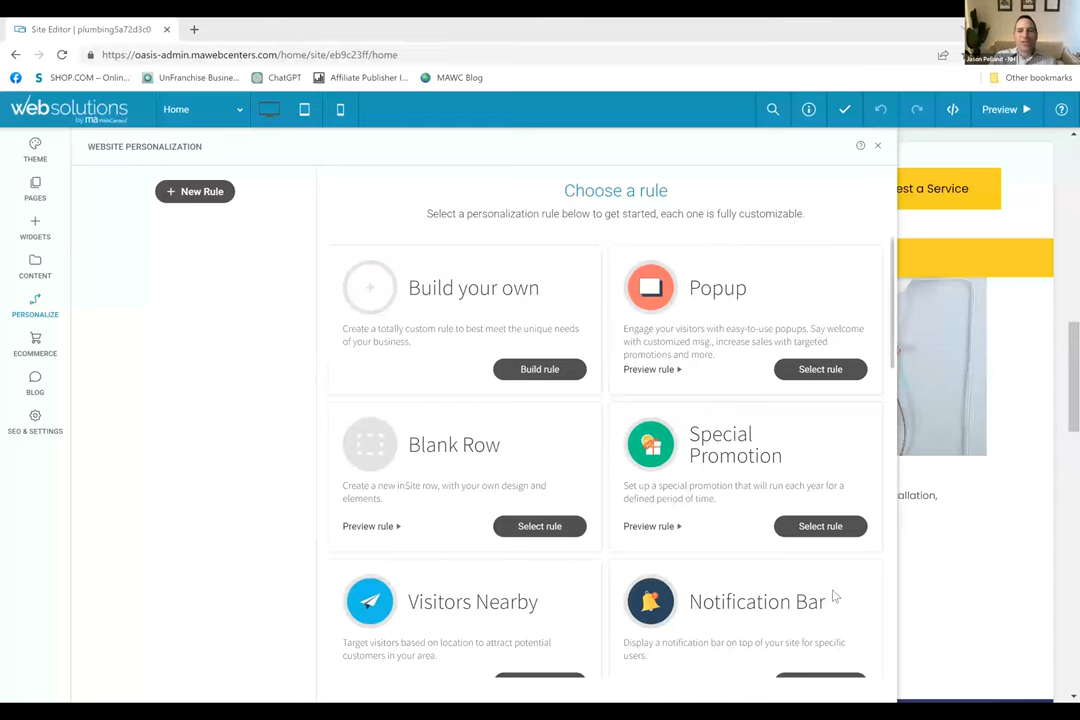 Site Editor | plumbing5a72d3c0
https://oasis-admin.mawebcenters.com/home/site/eb9c23ff/home
SHOP.COM – Onlin...
UnFranchise Busine...
ChatGPT
Affiliate Publisher I...
MAWC Blog
Other bookmarks
Jason Pelland - NH
websolutions
by ma WebCenters
Home
Preview
THEME
PAGES
WIDGETS
CONTENT
PERSONALIZE
ECOMMERCE
BLOG
SEO & SETTINGS
WEBSITE PERSONALIZATION
+ New Rule
Choose a rule
Select a personalization rule below to get started, each one is fully customizable.
Build your own
Create a totally custom rule to best meet the unique needs
of your business.
Build rule
Popup
Engage your visitors with easy-to-use popups. Say welcome
with customized msg., increase sales with targeted
promotions and more.
Preview rule
Select rule
Blank Row
Create a new inSite row, with your own design and
elements.
Preview rule
Select rule
Special
Promotion
Set up a special promotion that will run each year for a
defined period of time.
Preview rule
Select rule
Visitors Nearby
Target visitors based on location to attract potential
customers in your area.
Notification Bar
Display a notification bar on top of your site for specific
users.
est a Service
allation,